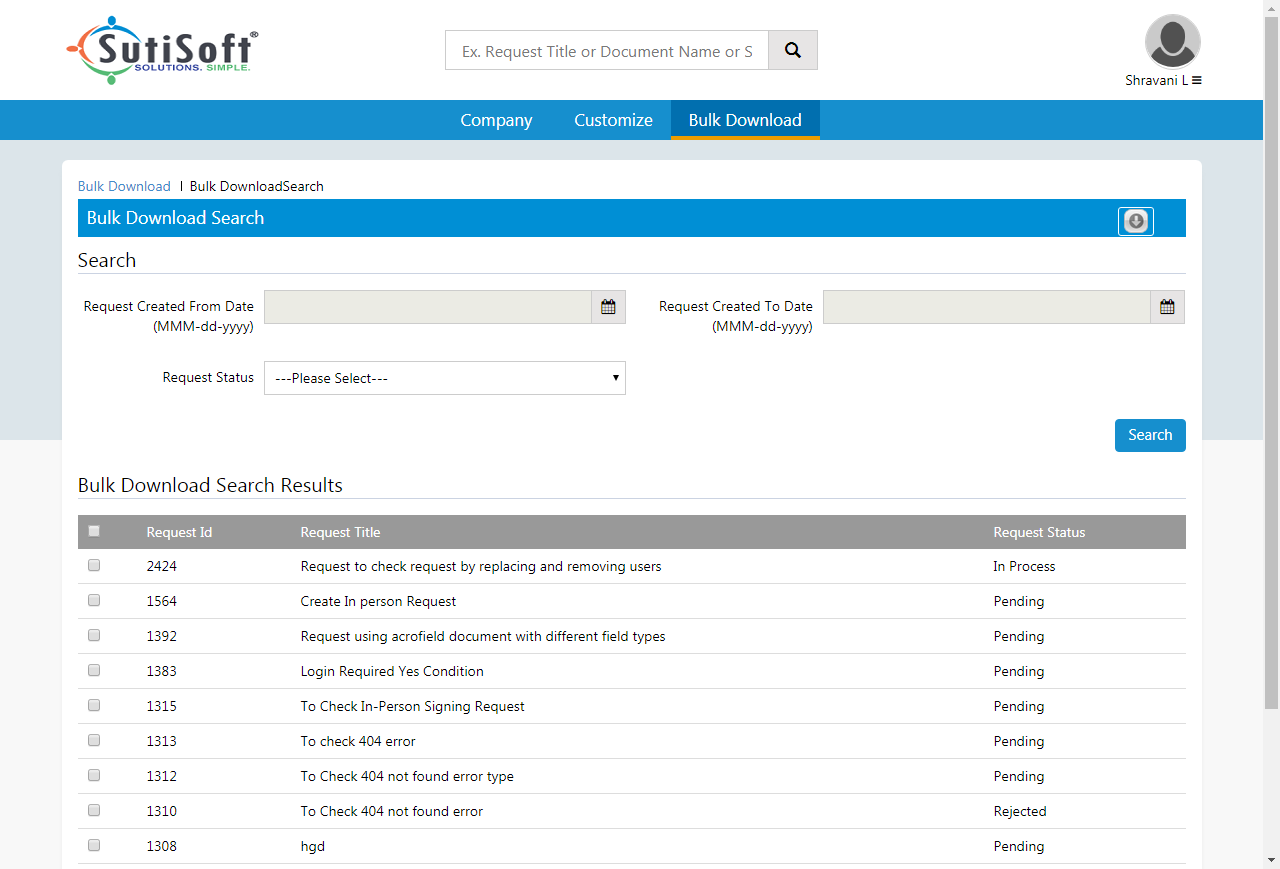 SutiSoft®
SOLUTIONS. SIMPLE.
Ex. Request Title or Document Name or S
Shravani L
Company Customize Bulk Download
Bulk Download | Bulk DownloadSearch
Bulk Download Search
Search
Request Created From Date
(MMM-dd-yyyy)
Request Created To Date
(MMM-dd-yyyy)
Request Status ---Please Select---
Search
Bulk Download Search Results
Request Id Request Title Request Status
2424 Request to check request by replacing and removing users In Process
1564 Create In person Request Pending
1392 Request using acrofield document with different field types Pending
1383 Login Required Yes Condition Pending
1315 To Check In-Person Signing Request Pending
1313 To check 404 error Pending
1312 To Check 404 not found error type Pending
1310 To Check 404 not found error Rejected
1308 hgd Pending